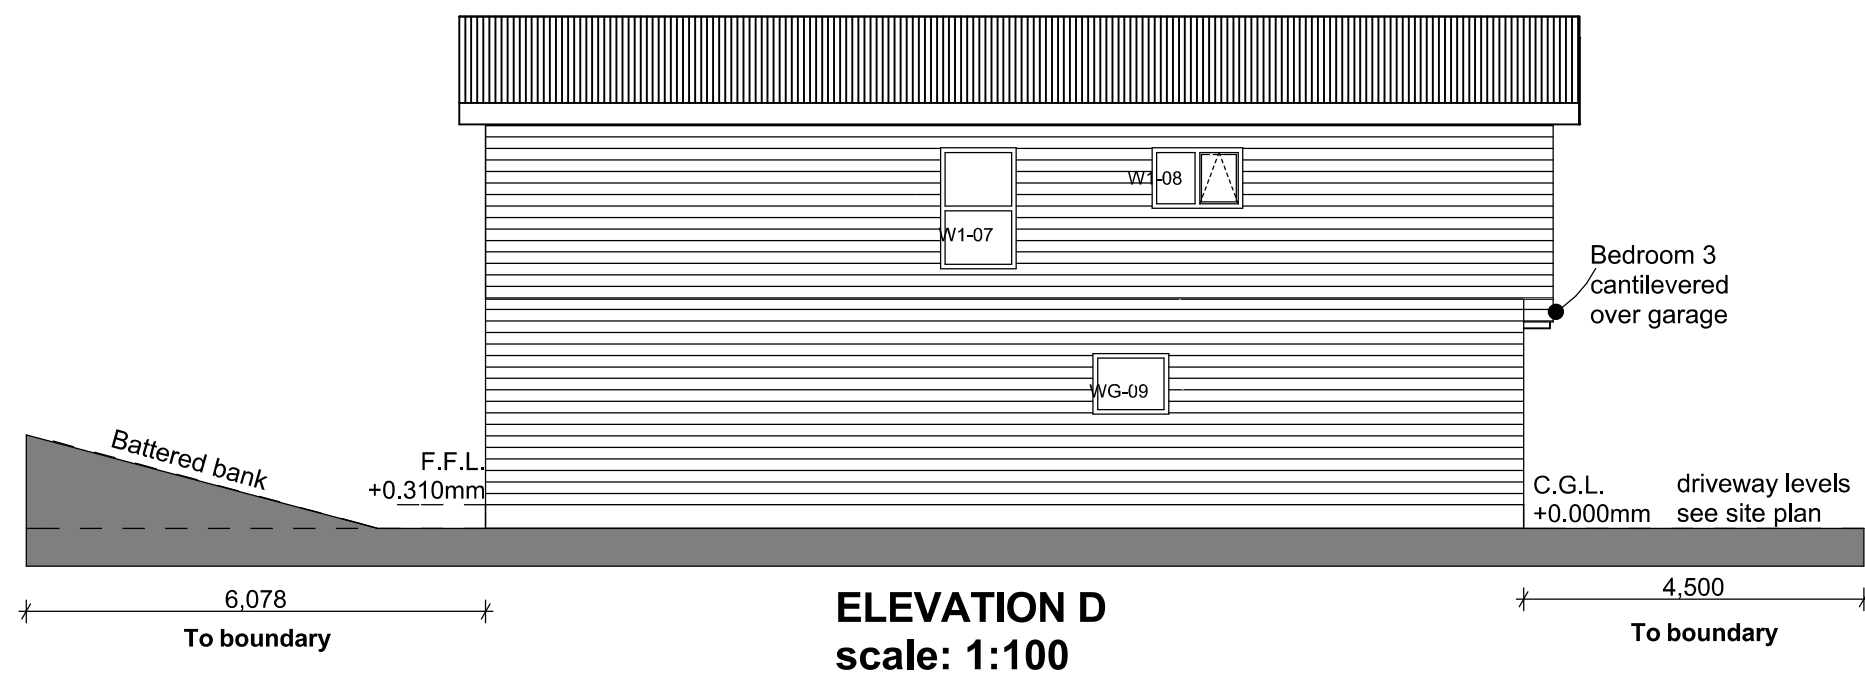 W1-08
W1-07
Bedroom 3
cantilevered
over garage
WG-09
Battered bank
F.F.L.
+0.310mm
C.G.L.
+0.000mm
driveway levels
see site plan
6,078
To boundary
ELEVATION D
scale: 1:100
4,500
To boundary